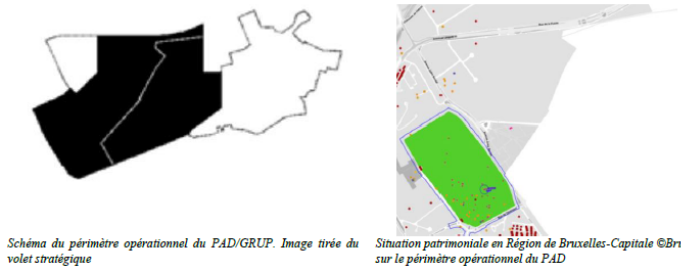 Schéma du périmètre opérationnel du PAD/GRUP. Image tirée du
volet stratégique
Situation patrimoniale en Région de Bruxelles-Capitale ©Bru
sur le périmètre opérationnel du PAD